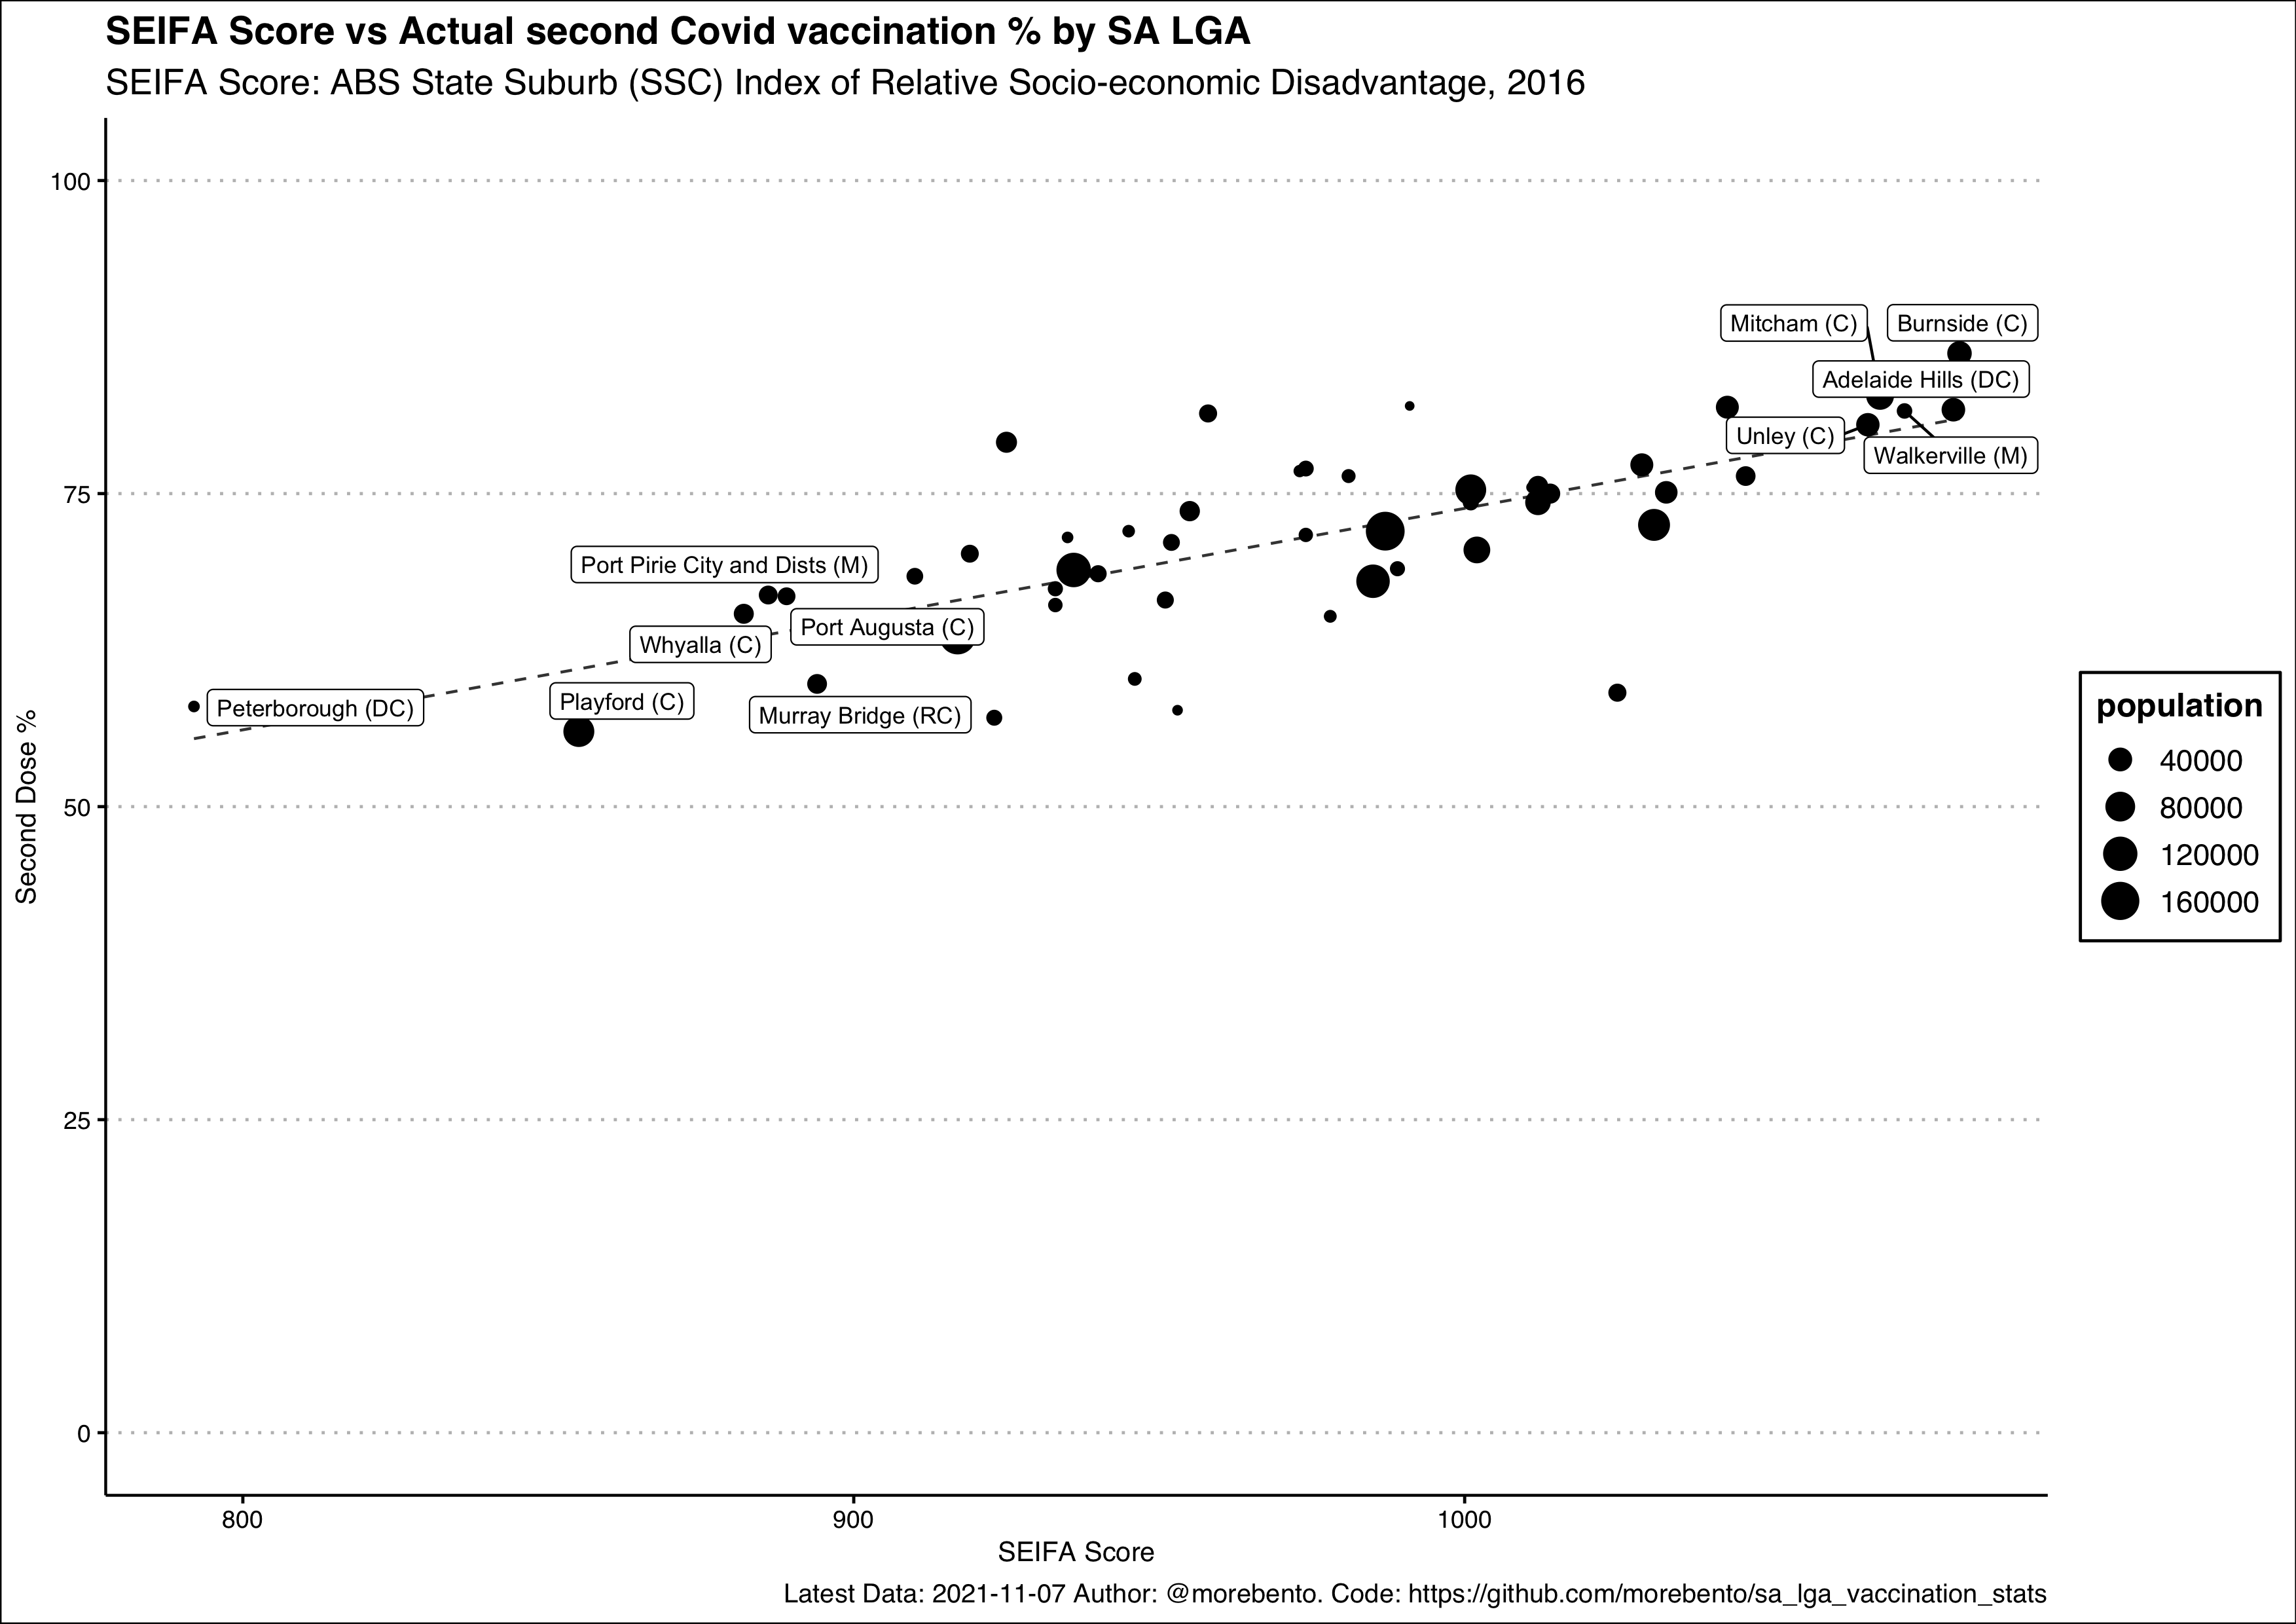 SEIFA Score vs Actual second Covid vaccination % by SA LGA
SEIFA Score: ABS State Suburb (SSC) Index of Relative Socio-economic Disadvantage, 2016
100
75
50
25
0
Second Dose %
Mitcham (C)
Burnside (C)
Adelaide Hills (DC)
Unley (C)
Walkerville (M)
Port Pirie City and Dists (M)
Port Augusta (C)
Whyalla (C)
Playford (C)
Peterborough (DC)
Murray Bridge (RC)
population
40000
80000
120000
160000
800
900
1000
SEIFA Score
Latest Data: 2021-11-07 Author: @morebento. Code: https://github.com/morebento/sa_lga_vaccination_stats